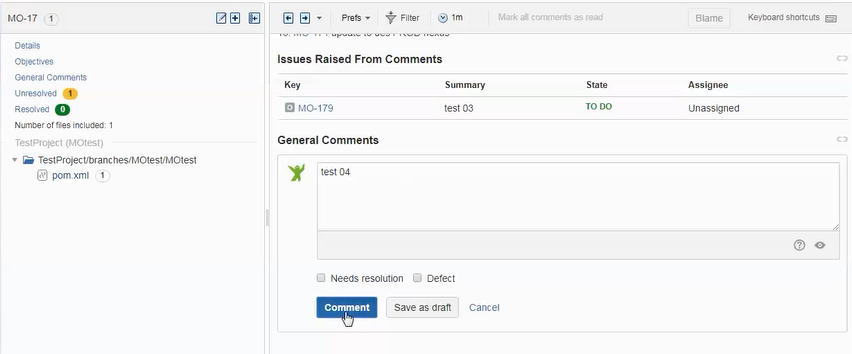 MO-17 1
Details
Objectives
General Comments
Unresolved 1
Resolved 0
Number of files included: 1
TestProject (MOtest)
TestProject/branches/MOtest/MOtest
pom.xml 1
Prefs Filter 1m Mark all comments as read Blame Keyboard shortcuts
Issues Raised From Comments
Key Summary State Assignee
MO-179 test 03 TO DO Unassigned
General Comments
test 04
Needs resolution Defect
Comment Save as draft Cancel